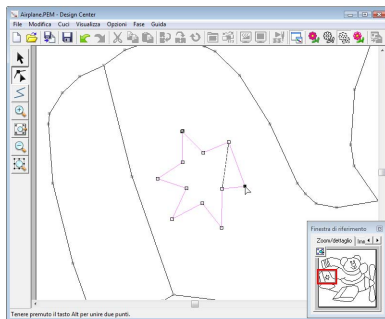 Airplane.PEM - Design Center
File Modifica Cuci Visualizza Opzioni Fase Guida
Finestra di riferimento
Zoom/dettaglio
Tenere premuto il tasto Alt per unire due punti.